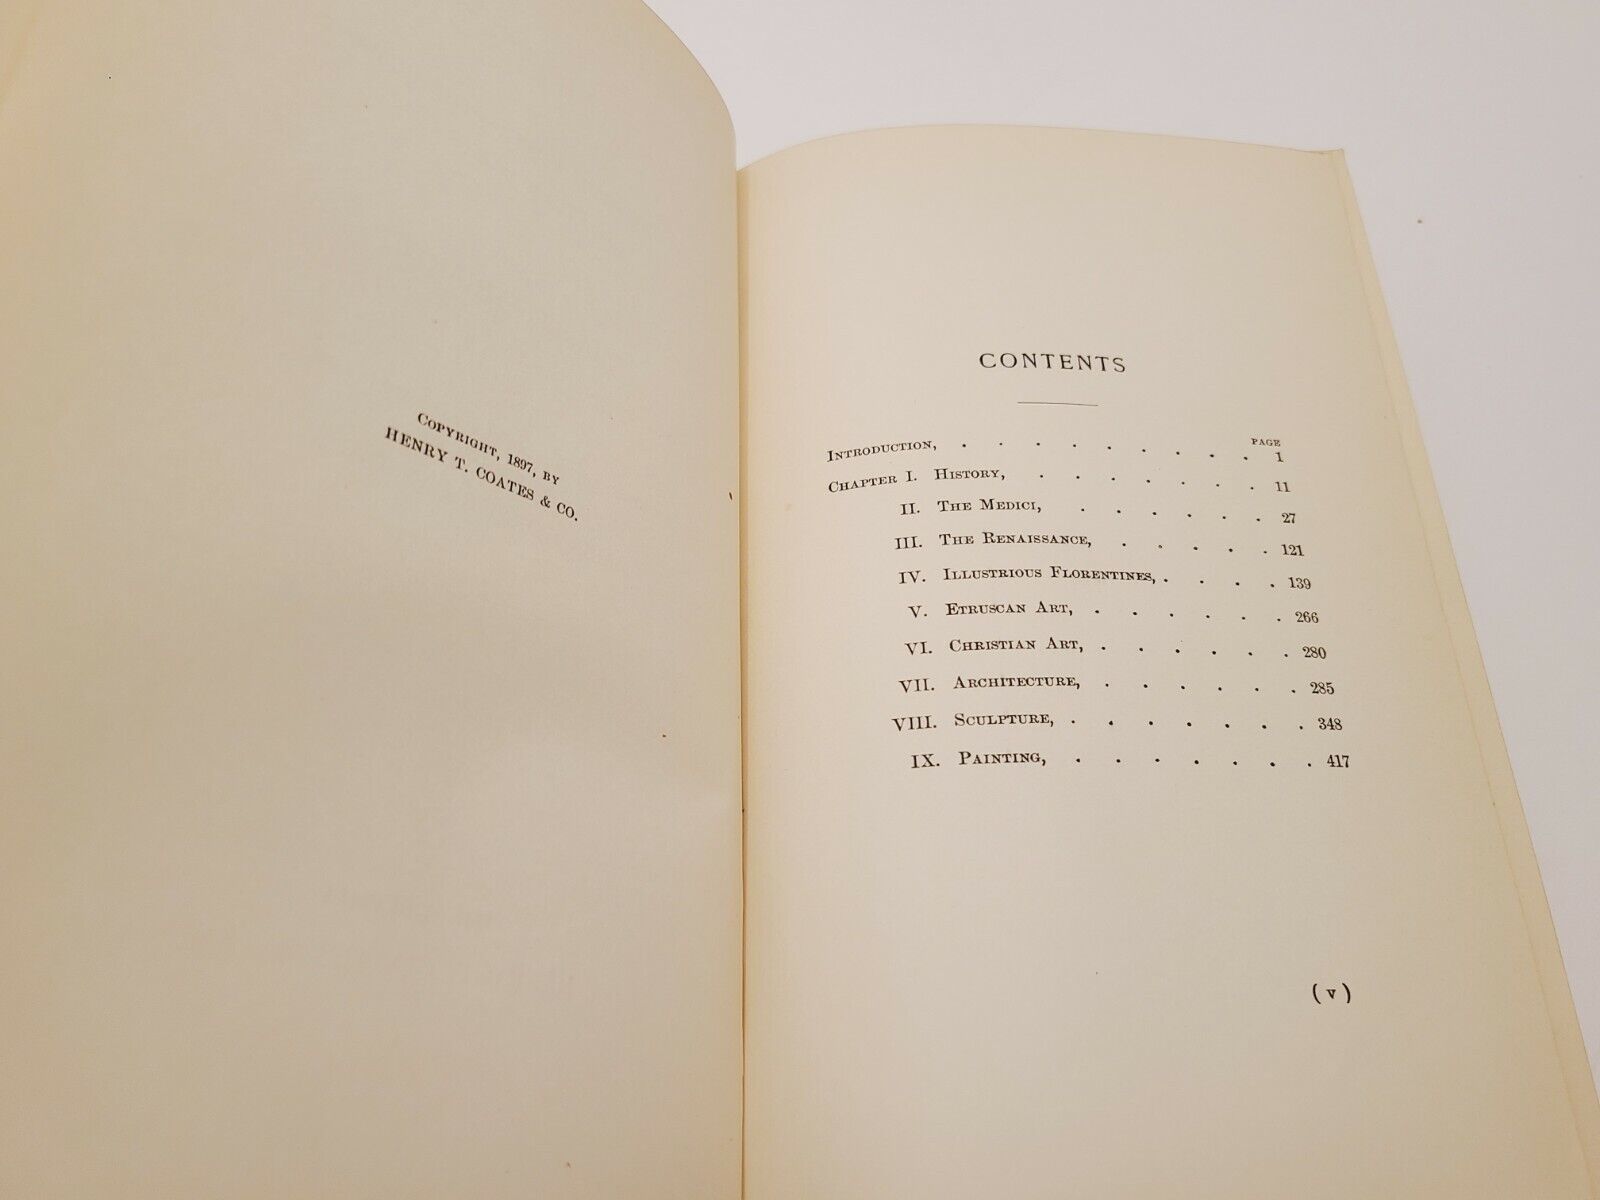 Copyright, 1897, by
HENRY T. COATES & CO.
CONTENTS
PAGE
Introduction, . . . . . . . . 1
Chapter I. History, . . . . . . . 11
II. The Medici, . . . . . . 27
III. The Renaissance, . . . . . 121
IV. Illustrious Florentines, . . . . 139
V. Etruscan Art, . . . . . . 266
VI. Christian Art, . . . . . . 280
VII. Architecture, . . . . . . 285
VIII. Sculpture, . . . . . . . 348
IX. Painting, . . . . . . . 417
(v)